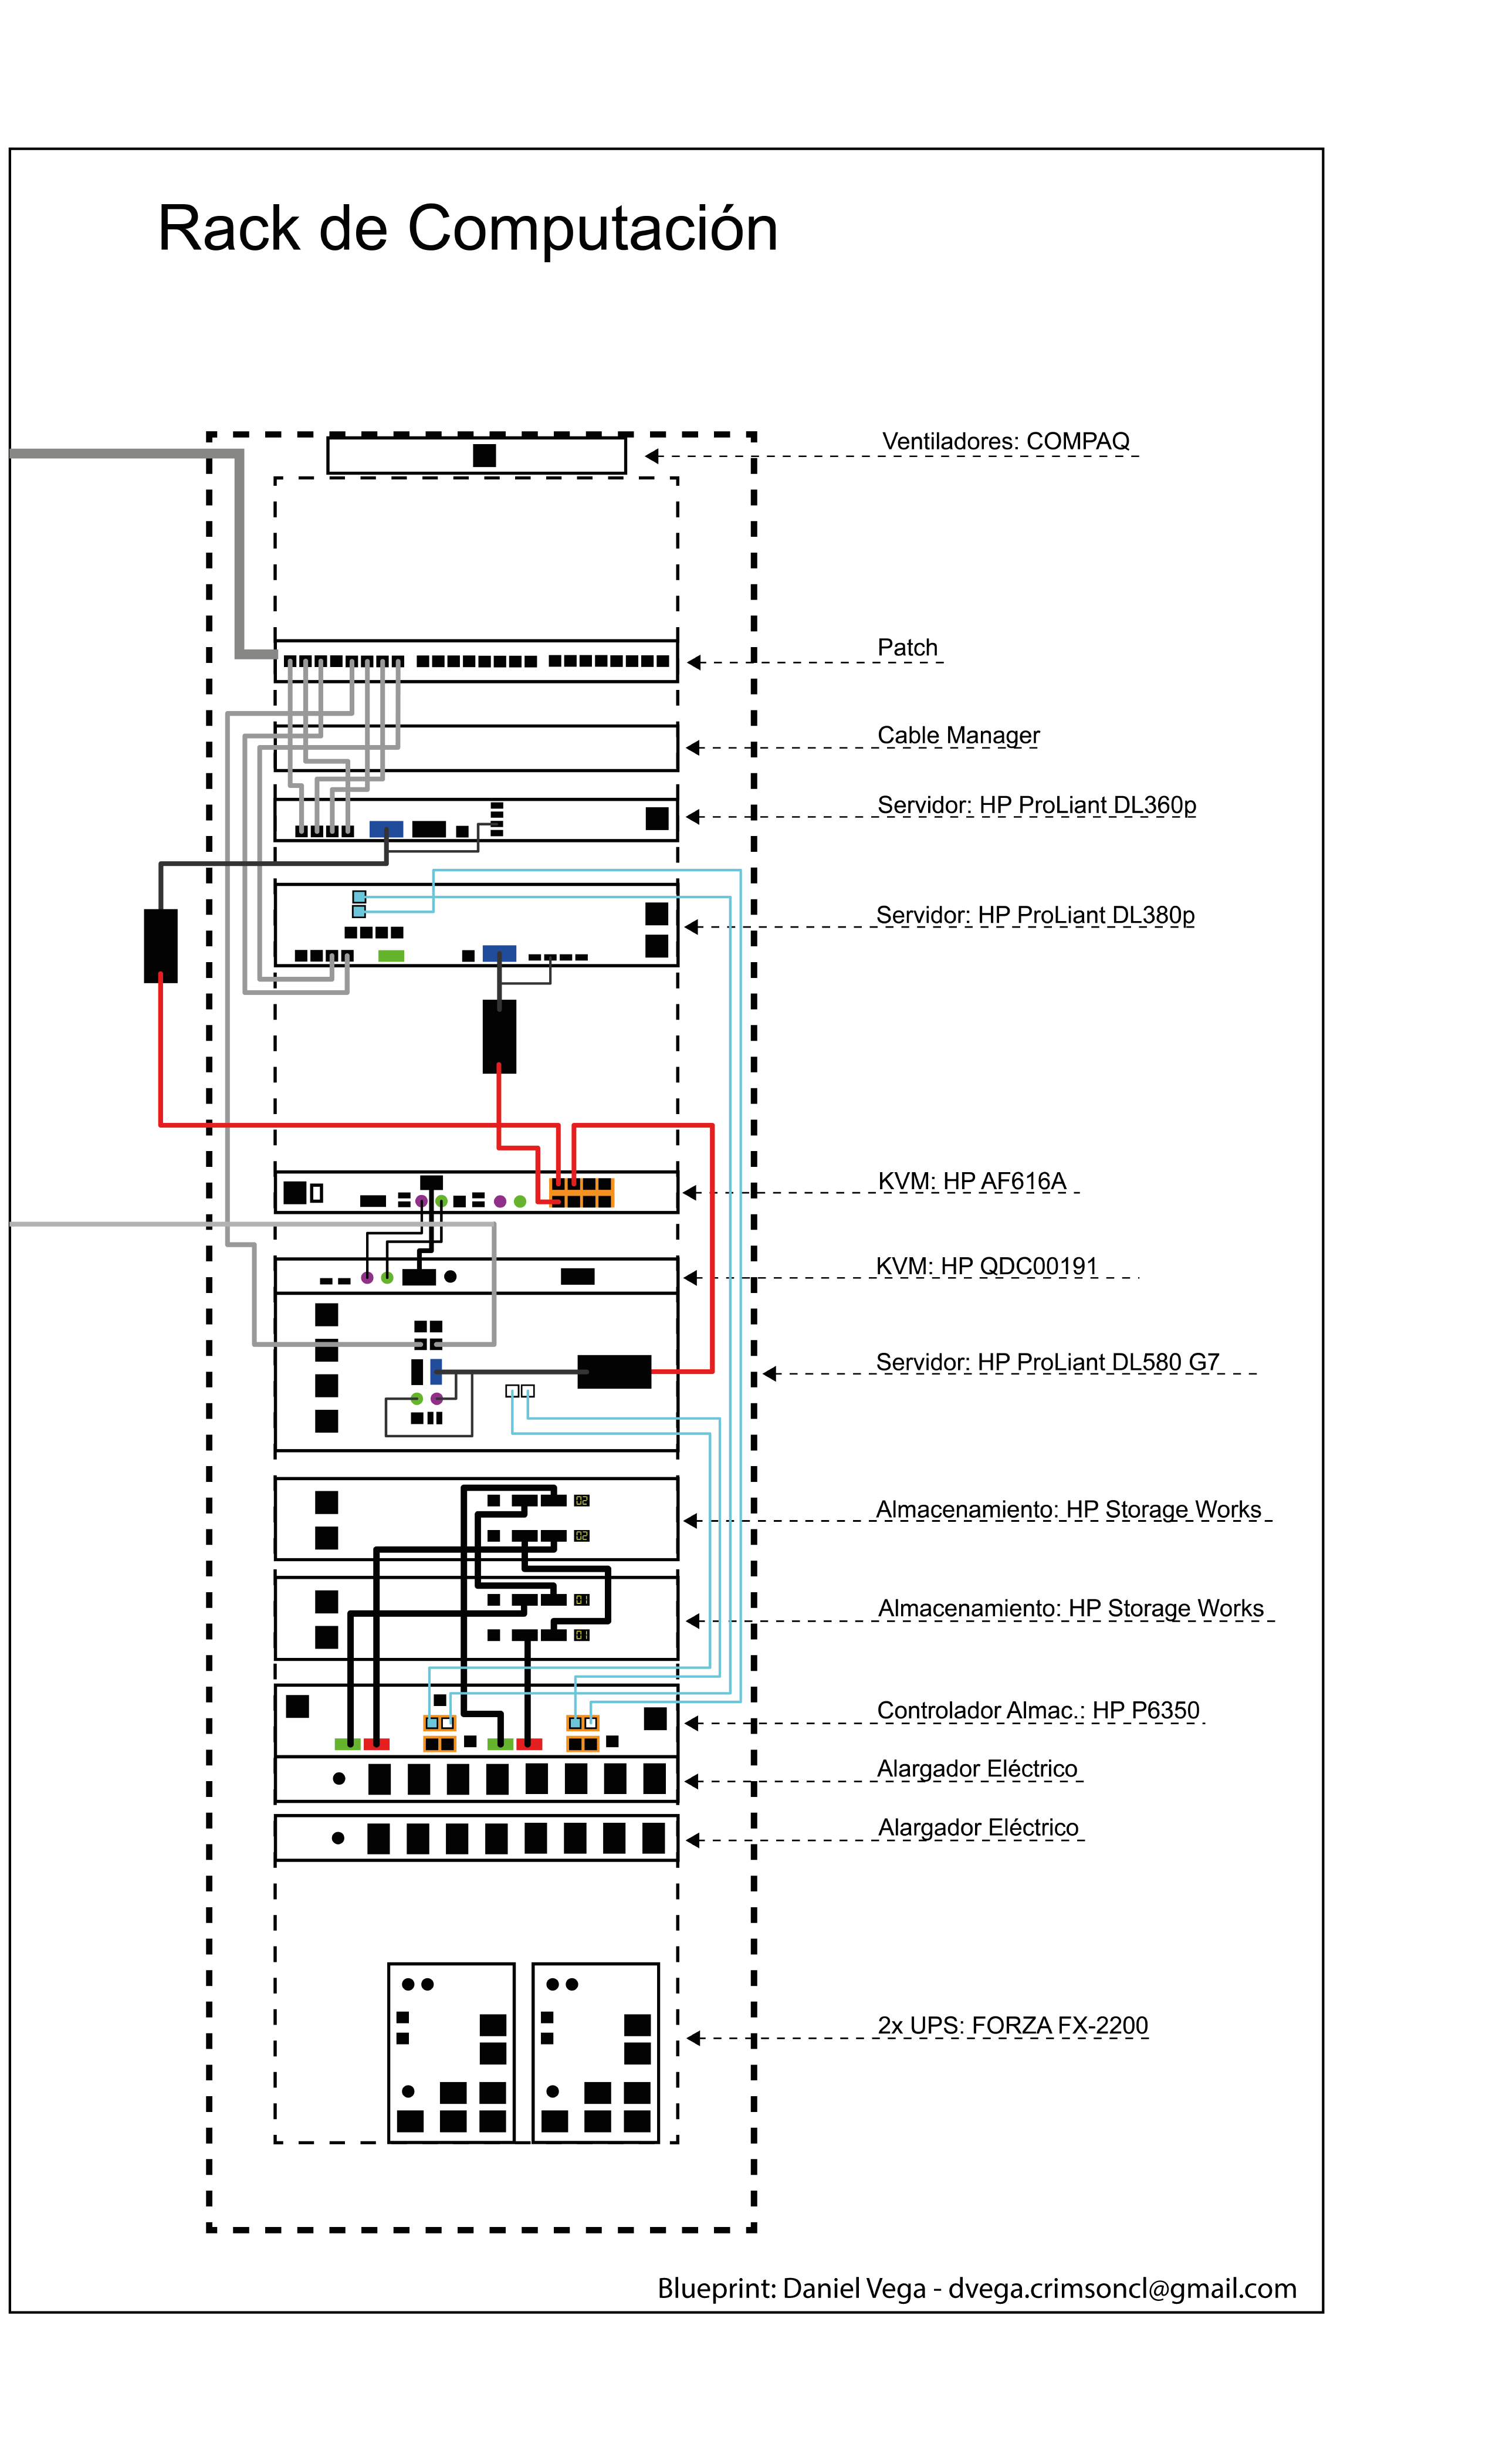 Rack de Computación
Ventiladores: COMPAQ
Patch
Cable Manager
Servidor: HP ProLiant DL360p
Servidor: HP ProLiant DL380p
KVM: HP AF616A
KVM: HP QDC00191
Servidor: HP ProLiant DL580 G7
02
Almacenamiento: HP Storage Works
02
01
Almacenamiento: HP Storage Works
01
Controlador Almac.: HP P6350
Alargador Eléctrico
Alargador Eléctrico
2x UPS: FORZA FX-2200
Blueprint: Daniel Vega - dvega.crimsoncl@gmail.com